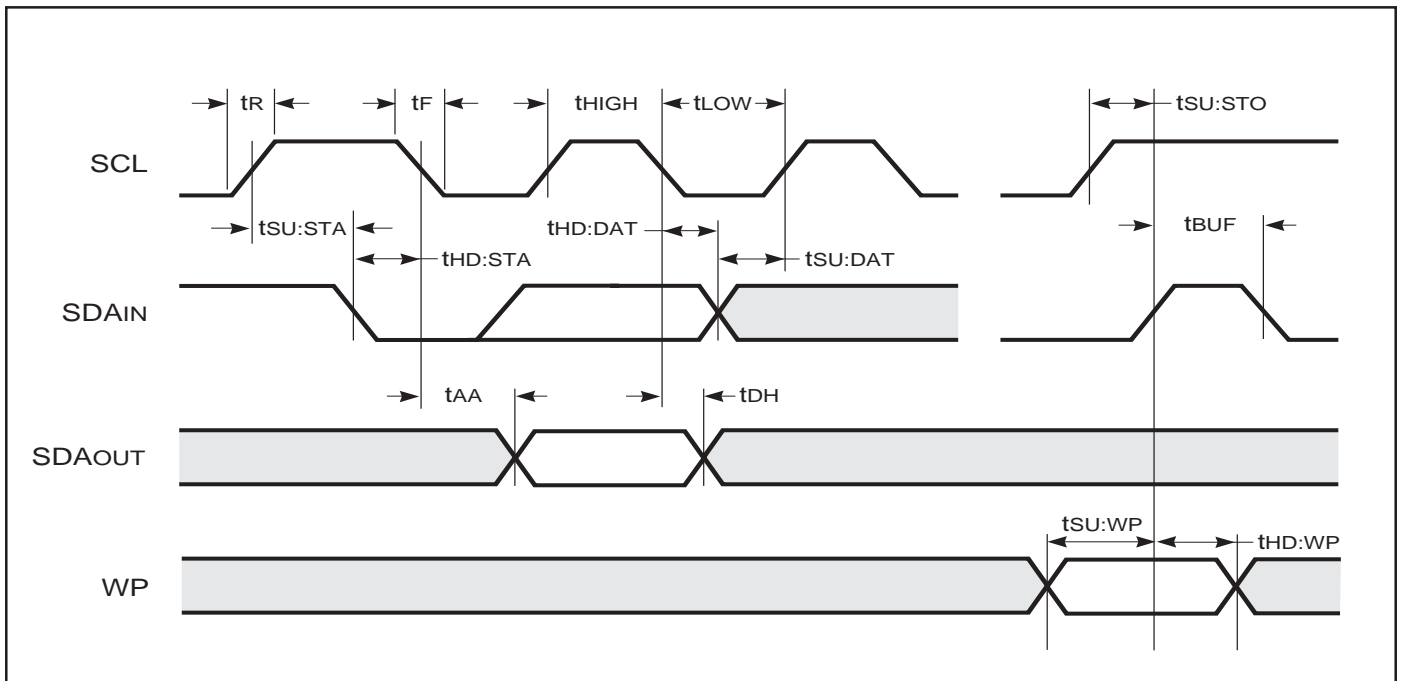 tR
tF
tHIGH
tLOW
tSU:STO
SCL
tSU:STA
tHD:STA
tHD:DAT
tSU:DAT
tBUF
SDAIN
tAA
tDH
SDAOUT
tSU:WP
tHD:WP
WP